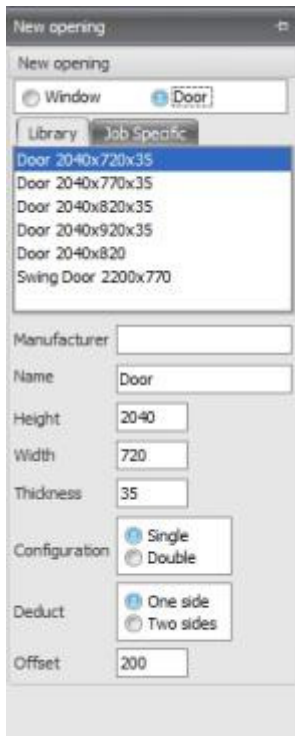 New opening
New opening
Window Door
Library Job Specific
Door 2040x720x35
Door 2040x770x35
Door 2040x820x35
Door 2040x920x35
Door 2040x820
Swing Door 2200x770
Manufacturer
Name Door
Height 2040
Width 720
Thickness 35
Single
Configuration
Double
One side
Deduct
Two sides
Offset 200